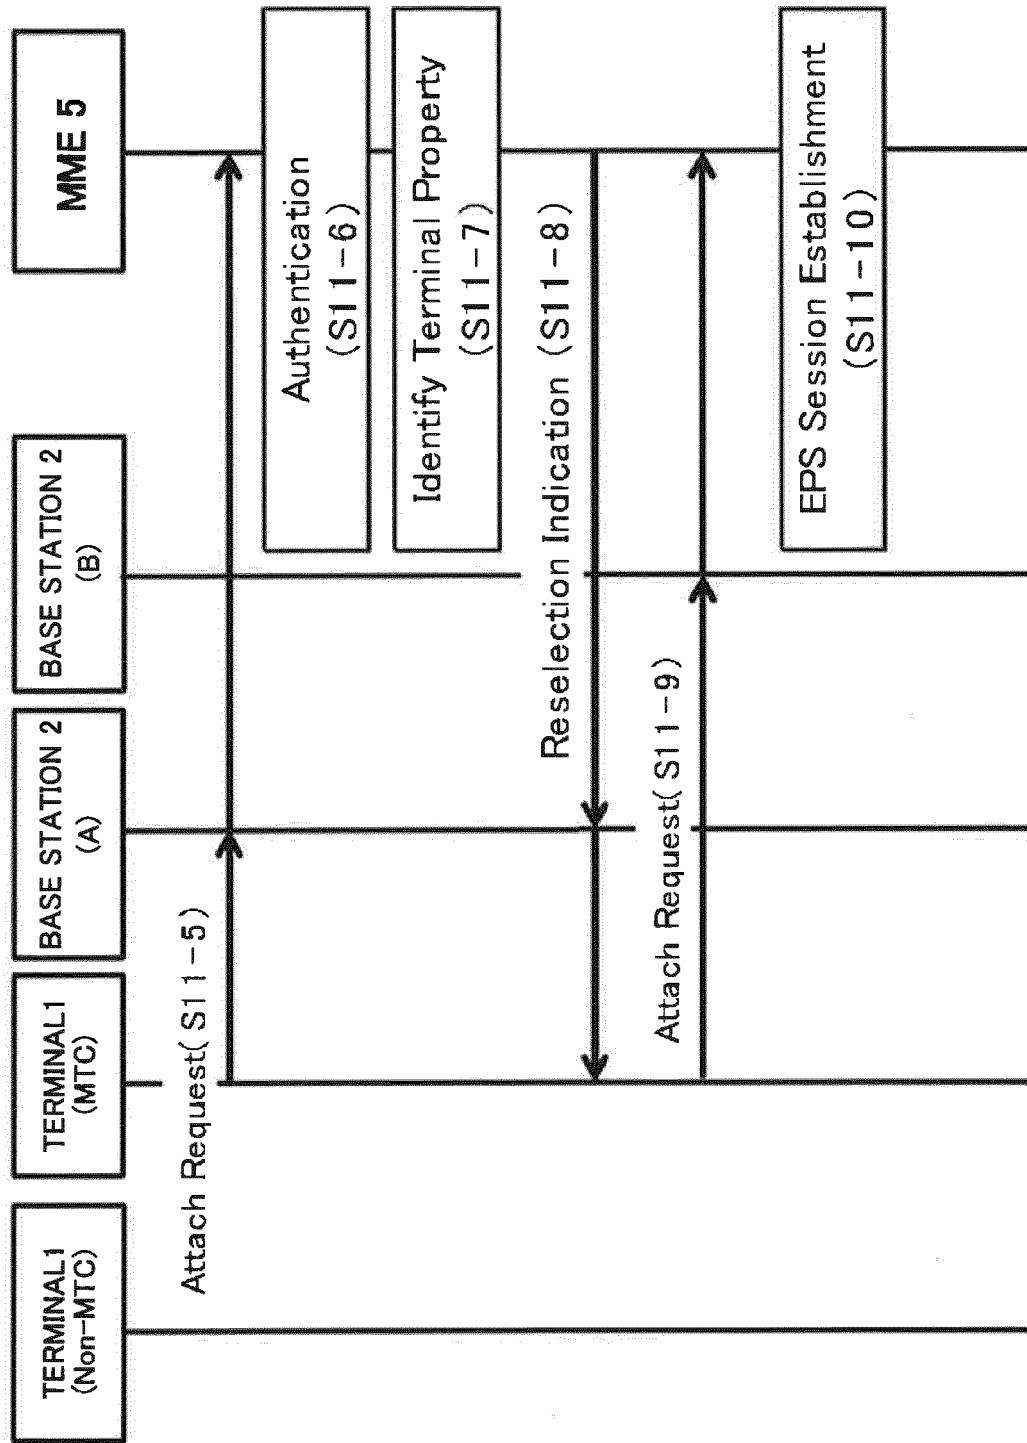 TERMINAL1
(Non-MTC)
TERMINAL1
(MTC)
BASE STATION 2
(A)
BASE STATION 2
(B)
MME 5
Attach Request(S11-5)
Authentication
(S11-6)
Identify Terminal Property
(S11-7)
Reselection Indication (S11-8)
Attach Request(S11-9)
EPS Session Establishment
(S11-10)